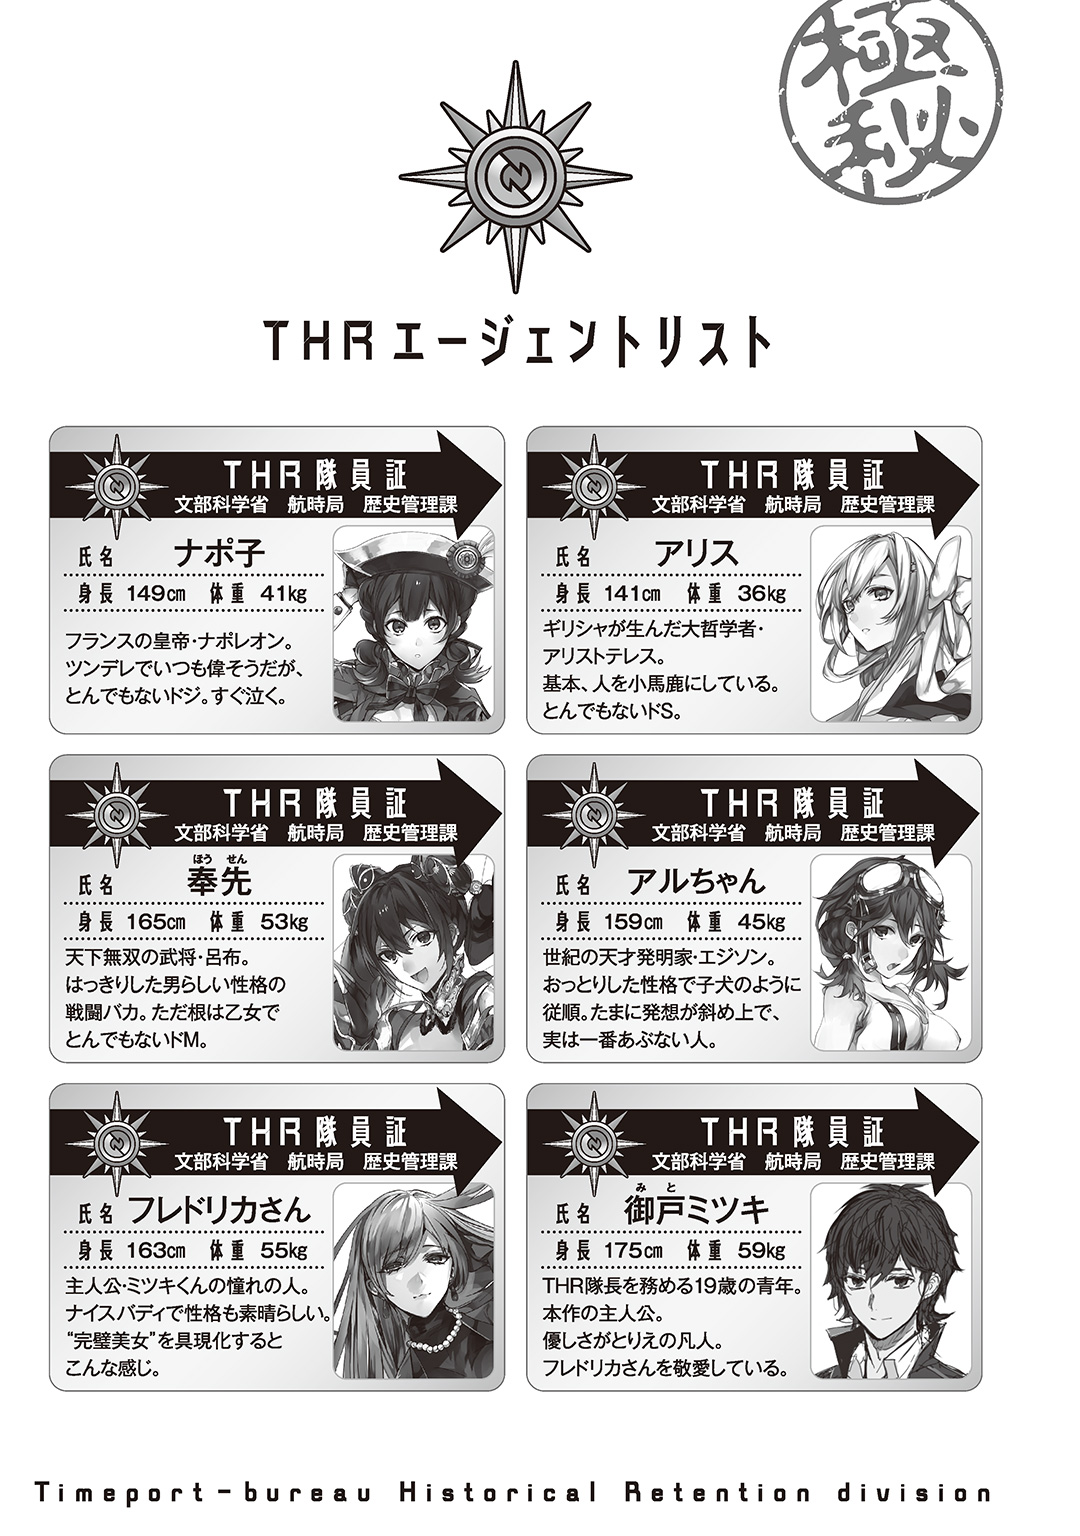 極秘
THRエージェントリスト
THR隊員証
文部科学省 航時局 歴史管理課
氏名 ナポ子
身長 149cm 体重 41kg
フランスの皇帝・ナポレオン。
ツンデレでいつも偉そうだが、
とんでもないドジ。すぐ泣く。
THR隊員証
文部科学省 航時局 歴史管理課
氏名 アリス
身長 141cm 体重 36kg
ギリシャが生んだ大哲学者・
アリストテレス。
基本、人を小馬鹿にしている。
とんでもないドS。
THR隊員証
文部科学省 航時局 歴史管理課
ほう せん
氏名 奉先
身長 165cm 体重 53kg
天下無双の武将・呂布。
はっきりした男らしい性格の
戦闘バカ。ただ根は乙女で
とんでもないドM。
THR隊員証
文部科学省 航時局 歴史管理課
氏名 アルちゃん
身長 159cm 体重 45kg
世紀の天才発明家・エジソン。
おっとりした性格で子犬のように
従順。たまに発想が斜め上で、
実は一番あぶない人。
THR隊員証
文部科学省 航時局 歴史管理課
氏名 フレドリカさん
身長 163cm 体重 55kg
主人公・ミツキくんの憧れの人。
ナイスバディで性格も素晴らしい。
“完璧美女”を具現化すると
こんな感じ。
THR隊員証
文部科学省 航時局 歴史管理課
み と
氏名 御戸ミツキ
身長 175cm 体重 59kg
THR隊長を務める19歳の青年。
本作の主人公。
優しさがとりえの凡人。
フレドリカさんを敬愛している。
Timeport-bureau Historical Retention division